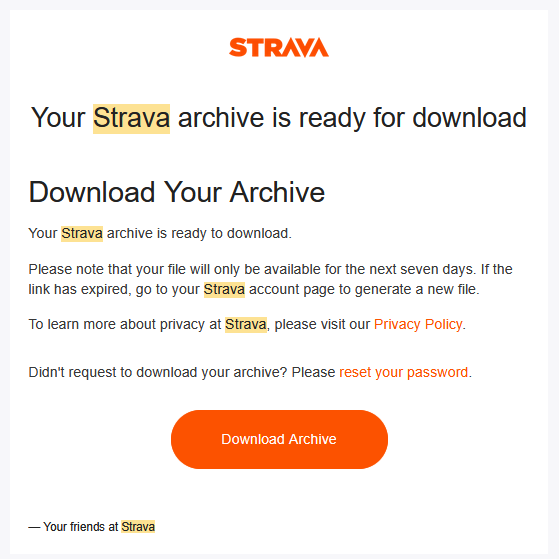 STRAVA
Your Strava archive is ready for download
Download Your Archive
Your Strava archive is ready to download.
Please note that your file will only be available for the next seven days. If the
link has expired, go to your Strava account page to generate a new file.
To learn more about privacy at Strava, please visit our Privacy Policy.
Didn't request to download your archive? Please reset your password.
Download Archive
— Your friends at Strava